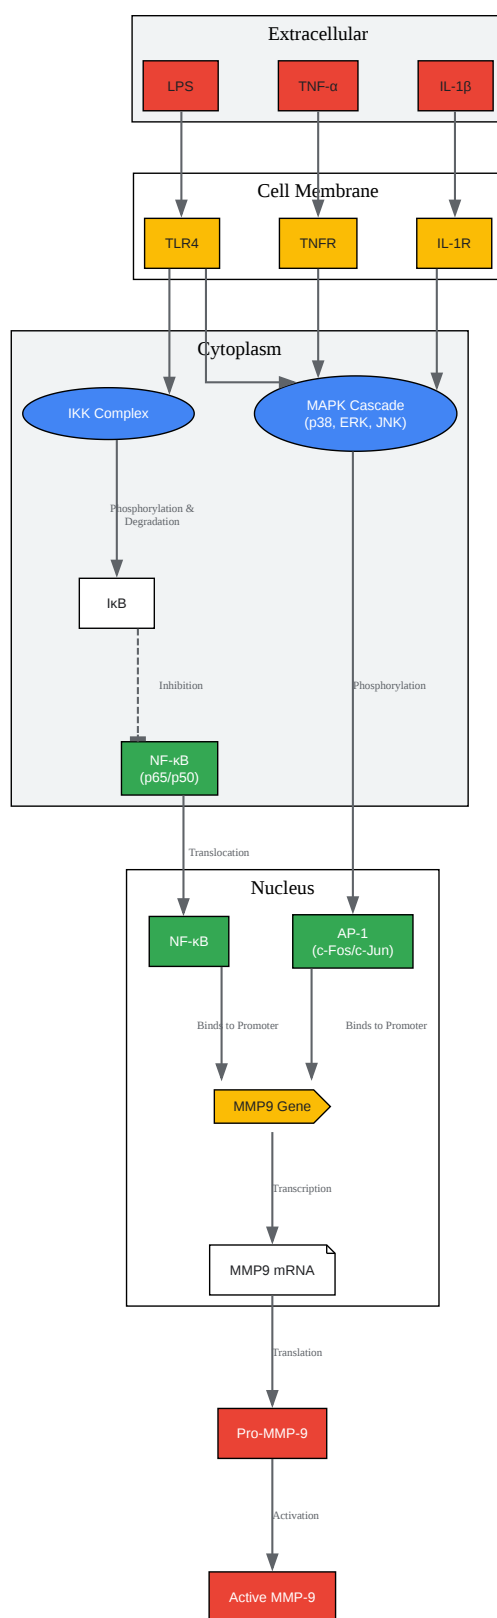 Extracellular
LPS
TNF-α
IL-1β
Cell Membrane
TLR4
TNFR
IL-1R
Cytoplasm
IKK Complex
MAPK Cascade
(p38, ERK, JNK)
Phosphorylation &
Degradation
IκB
Inhibition
Phosphorylation
NF-κB
(p65/p50)
Translocation
Nucleus
NF-κB
AP-1
(c-Fos/c-Jun)
Binds to Promoter
Binds to Promoter
MMP9 Gene
Transcription
MMP9 mRNA
Translation
Pro-MMP-9
Activation
Active MMP-9